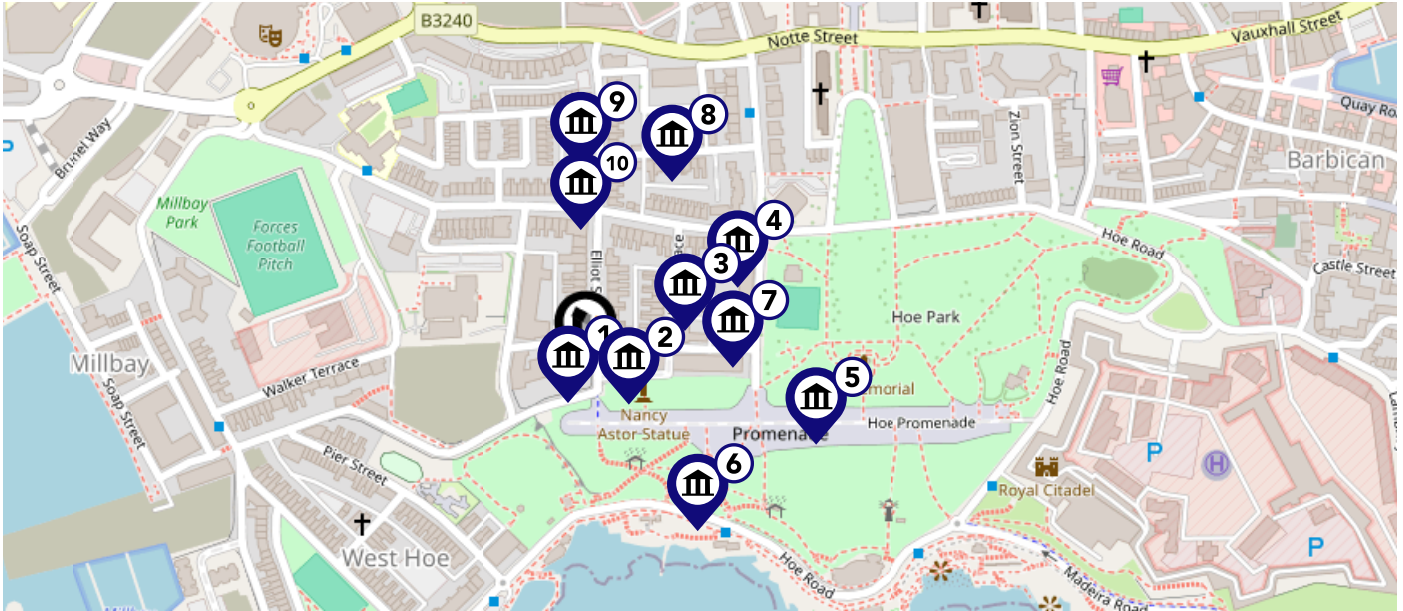 B3240
Notte Street
Vauxhall Street
Quay Ro
P
Brunel Way
9
8
10
Zion Street
Barbican
Millbay
Park
Forces
Football
Pitch
Soap Street
4
Elliot S
ace
3
Hoe Road
Castle Street
7
Hoe Park
1
2
Millbay
Walker Terrace
Soap Street
Hoe Road
5
morial
Nancy
Astor Statue
Promenade
Hoe Promenade
Pier Street
6
P
H
Royal Citadel
West Hoe
Hoe Road
P
Madeira Road